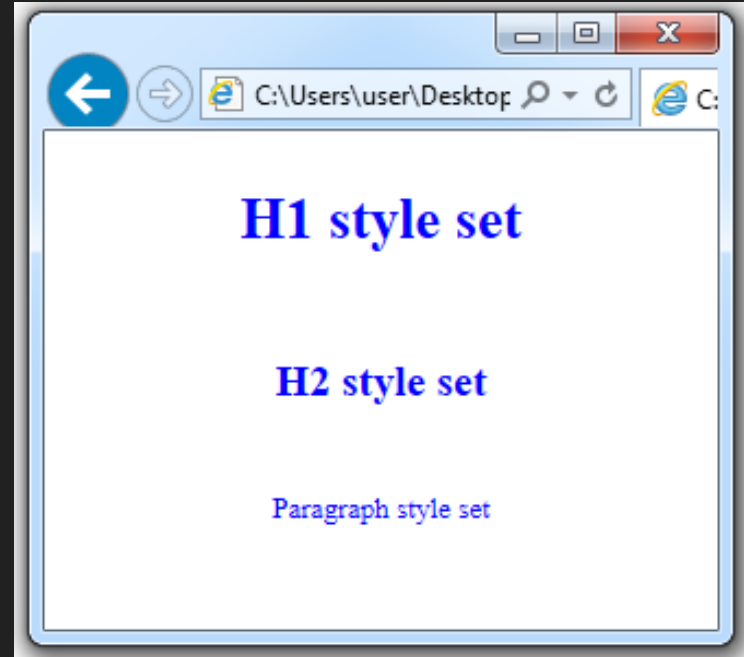 C:\Users\user\Desktop
C:
H1 style set
H2 style set
Paragraph style set